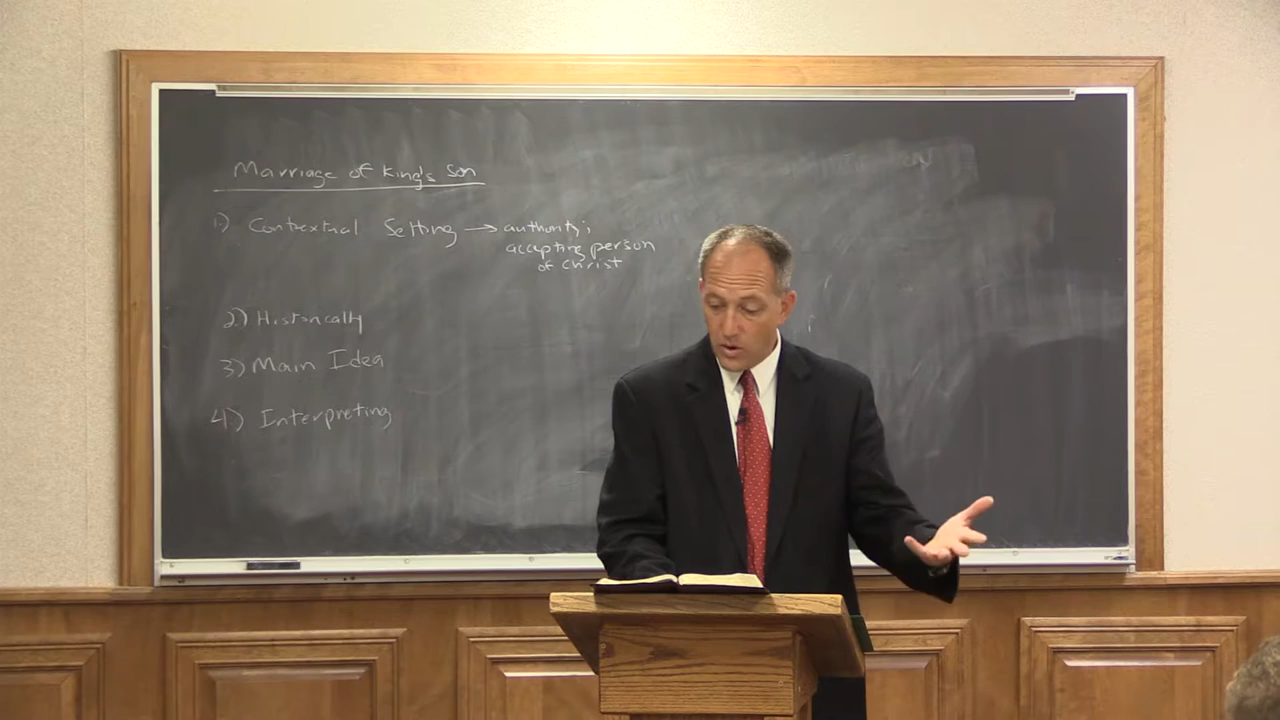 Marriage of King's Son
1.) Contextual Setting → authority;
accepting person
of Christ
2.) Historically
3.) Main Idea
4.) Interpreting